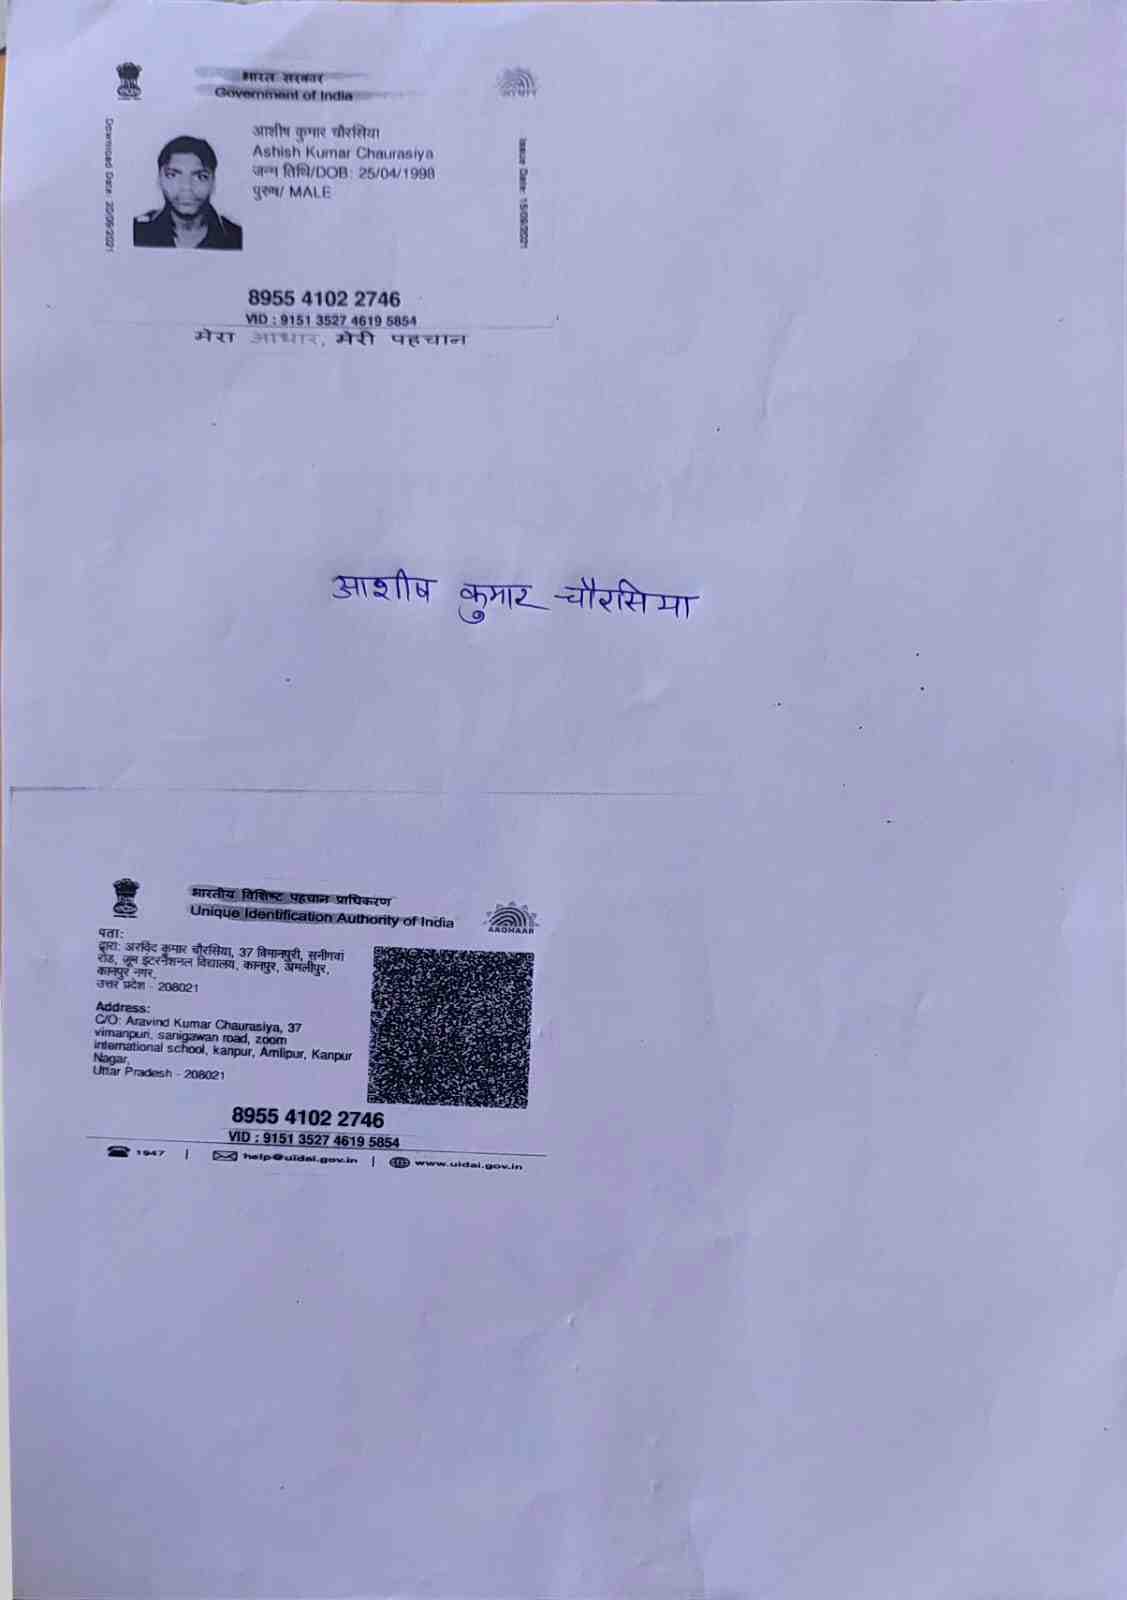 भारत सरकार
Government of India
Download Date: 20/09/2021
आशीष कुमार चौरसिया
Ashish Kumar Chaurasiya
जन्म तिथि/DOB: 25/04/1998
पुरुष/ MALE
Issue Date: 15/09/2021
8955 4102 2746
VID : 9151 3527 4619 5854
मेरा आधार, मेरी पहचान
आशीष कुमार चौरसिया
भारतीय विशिष्ट पहचान प्राधिकरण
Unique Identification Authority of India
AADHAAR
पता:
द्वारा: अरविंद कुमार चौरसिया, 37 विमानपुरी, सनीगवां
रोड, जूम इंटरनेशनल विद्यालय, कानपुर, अमलीपुर,
कानपुर नगर,
उत्तर प्रदेश - 208021
Address:
C/O: Aravind Kumar Chaurasiya, 37
vimanpuri, sanigawan road, zoom
international school, kanpur, Amlipur, Kanpur
Nagar,
Uttar Pradesh - 208021
8955 4102 2746
VID : 9151 3527 4619 5854
1947 | help@uidai.gov.in | www.uidai.gov.in